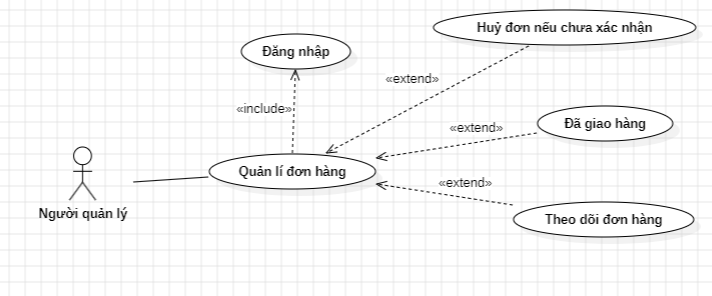 Huỷ đơn nếu chưa xác nhận
Đăng nhập
«extend»
«include»
Đã giao hàng
«extend»
Quản lí đơn hàng
«extend»
Người quản lý
Theo dõi đơn hàng